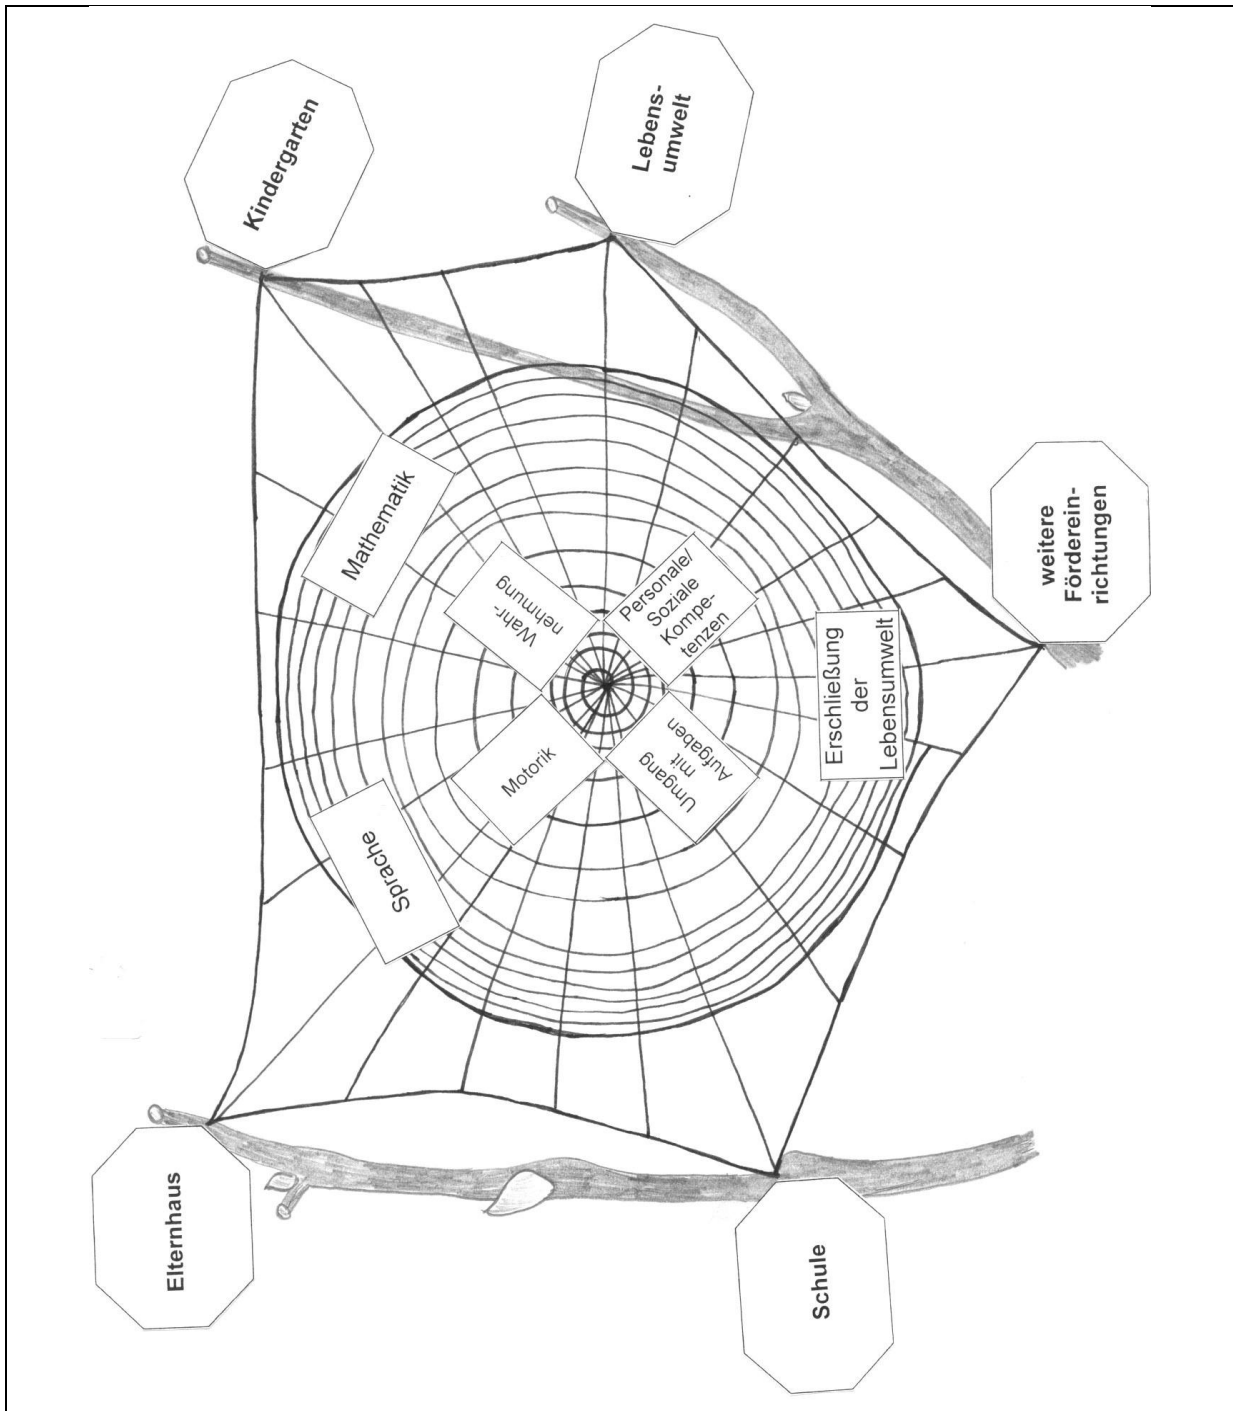 Kindergarten
Lebens-
umwelt
weitere
Förderein-
richtungen
Mathematik
Wahr-
nehmung
Personale/
Soziale
Kompe-
tenzen
Erschließung
der
Lebensumwelt
Motorik
Umgang
mit
Aufgaben
Sprache
Elternhaus
Schule